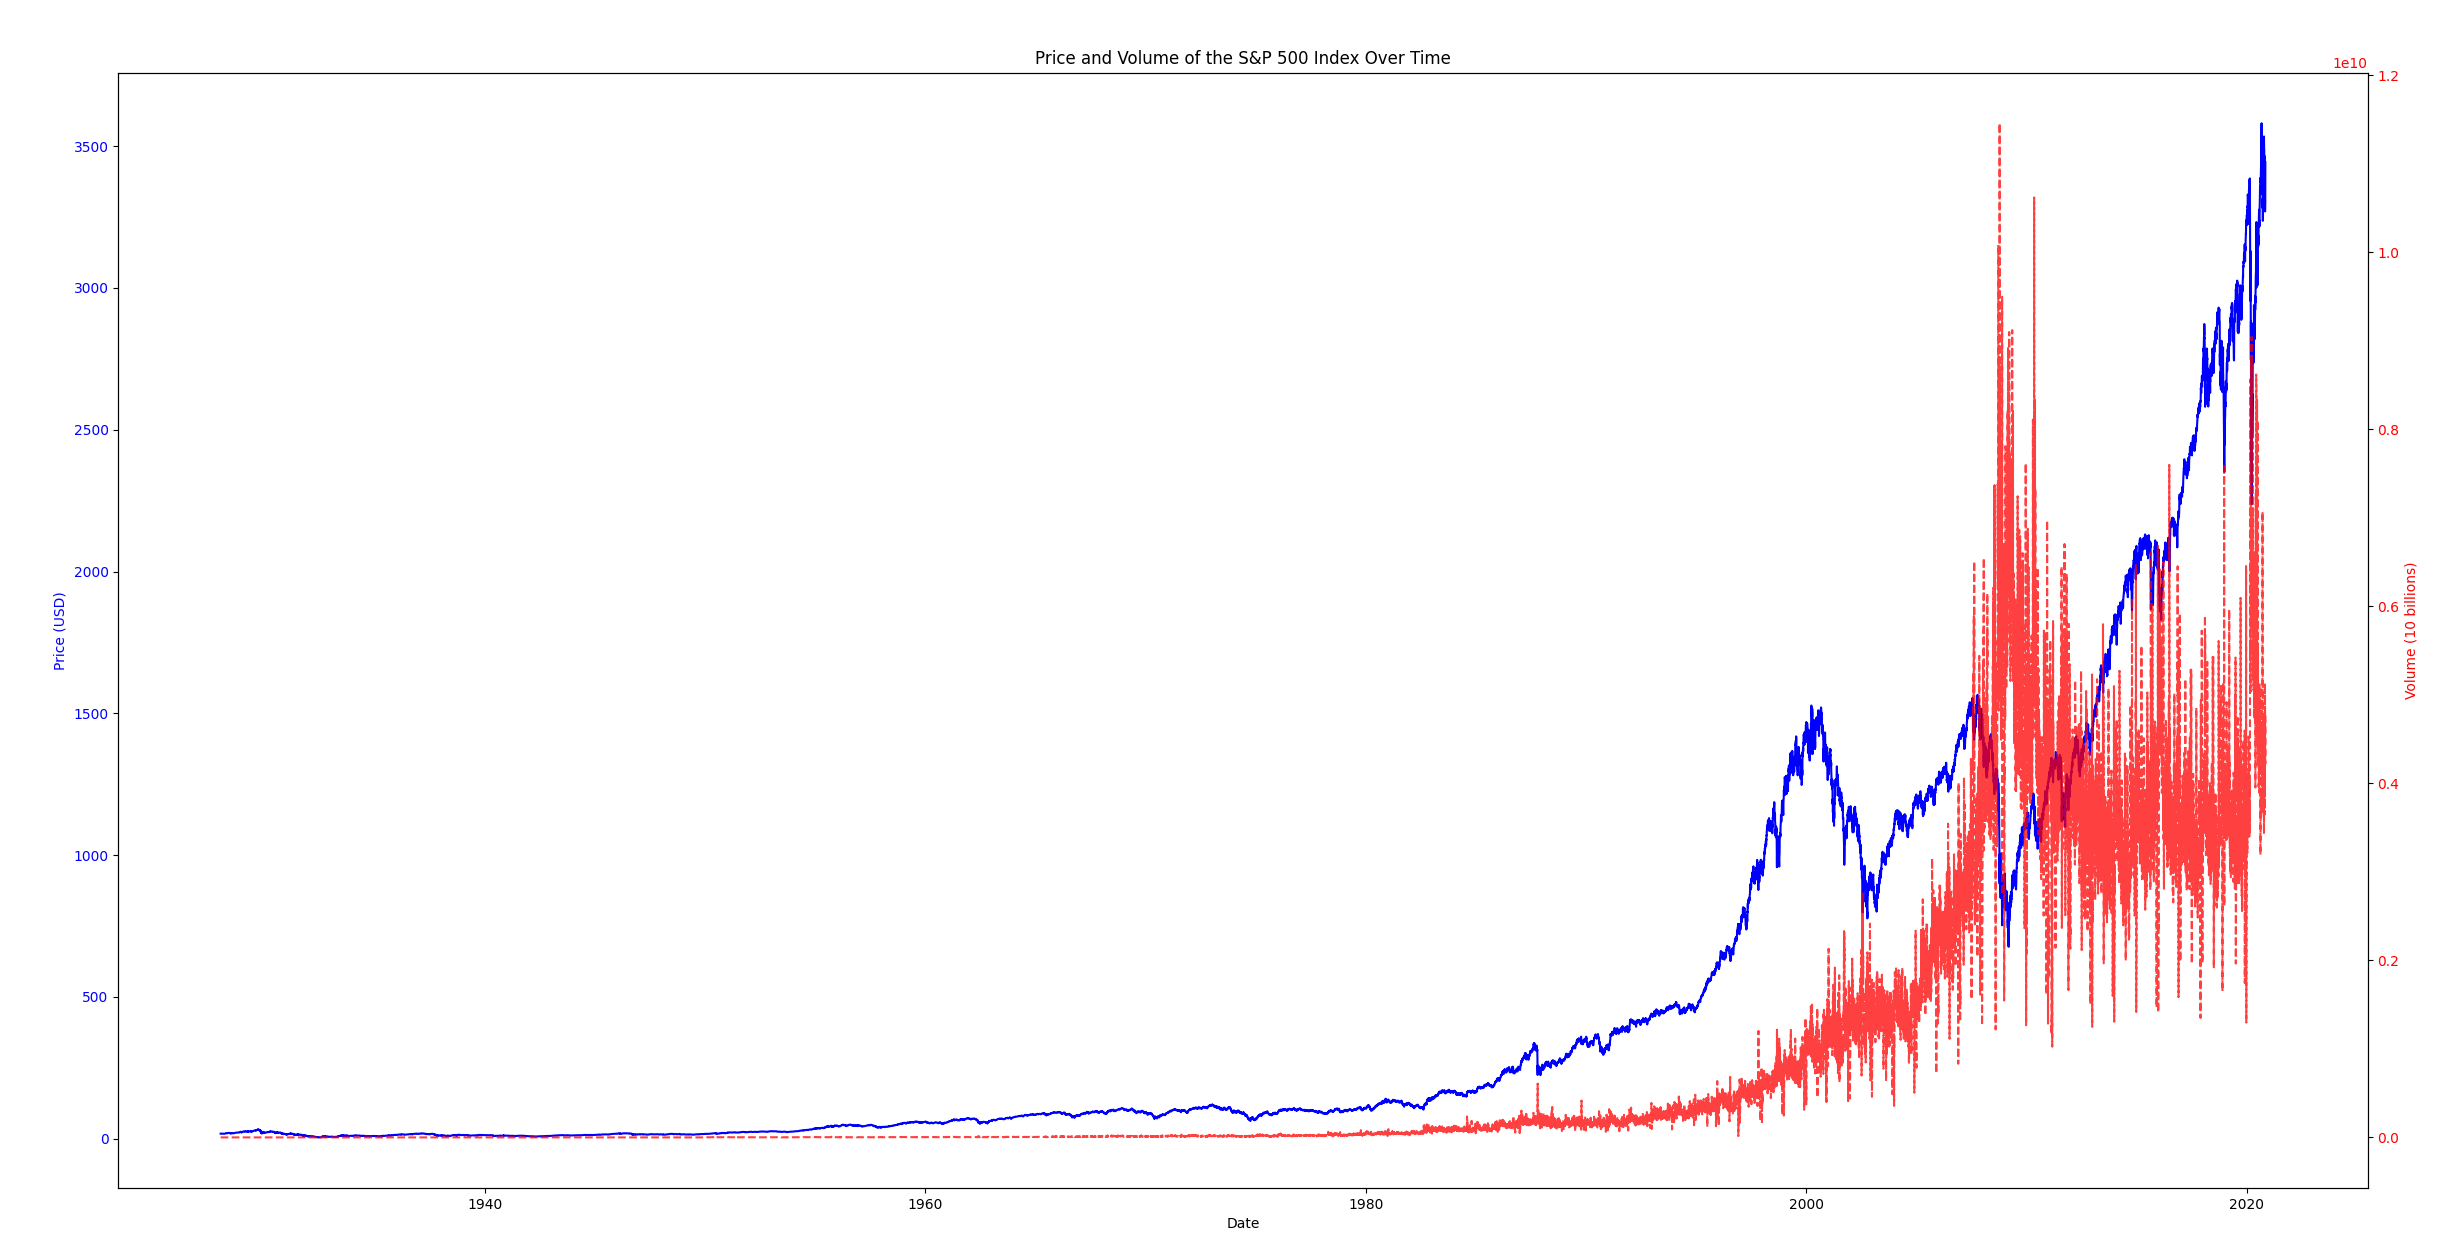 Price and Volume of the S&P 500 Index Over Time
1e10
1.2
3500
1.0
3000
2500
0.8
2000
0.6
Price (USD)
Volume (10 billions)
1500
0.4
1000
0.2
500
0
0.0
1940 1960 1980 2000 2020
Date